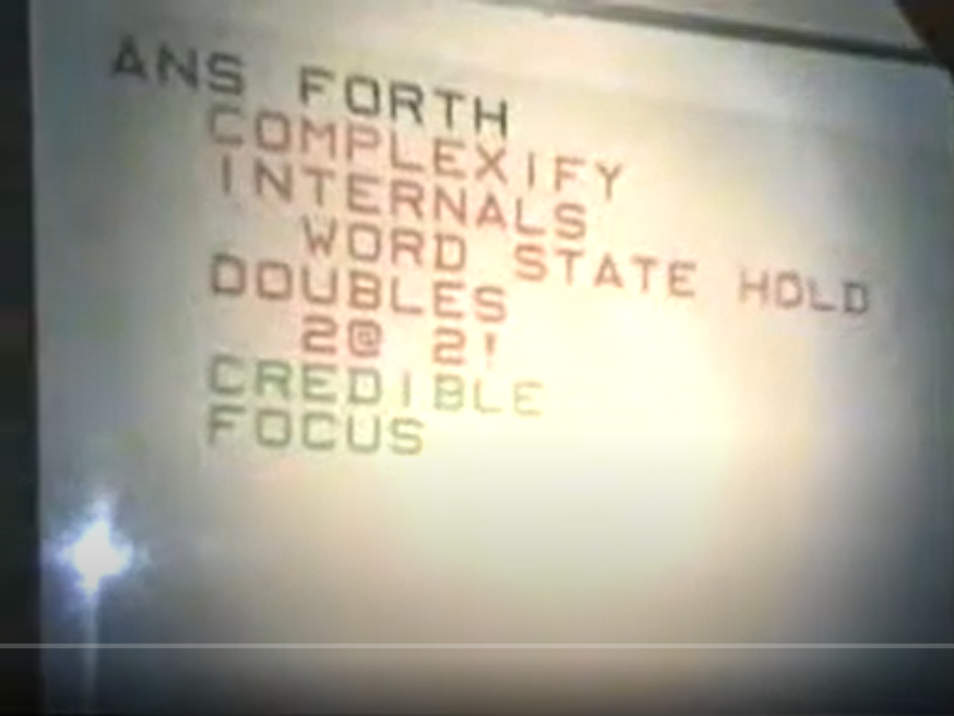 ANS FORTH
COMPLEXIFY
INTERNALS
WORD STATE HOLD
DOUBLES
2@ 2!
CREDIBLE
FOCUS